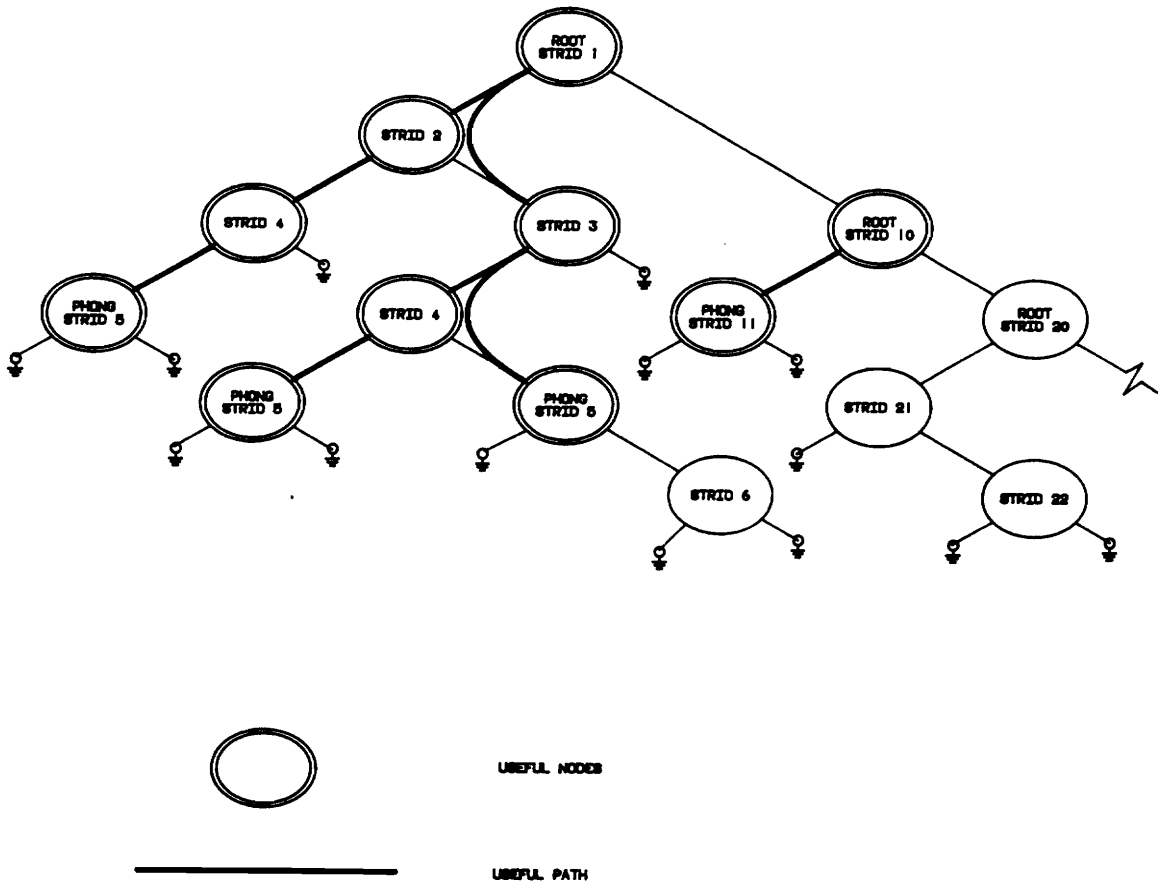 ROOT
STRID 1
STRID 2
STRID 4
STRID 3
ROOT
STRID 10
PHONG
STRID 5
STRID 4
PHONG
STRID 11
ROOT
STRID 20
PHONG
STRID 5
PHONG
STRID 5
STRID 21
STRID 6
STRID 22
USEFUL NODES
USEFUL PATH